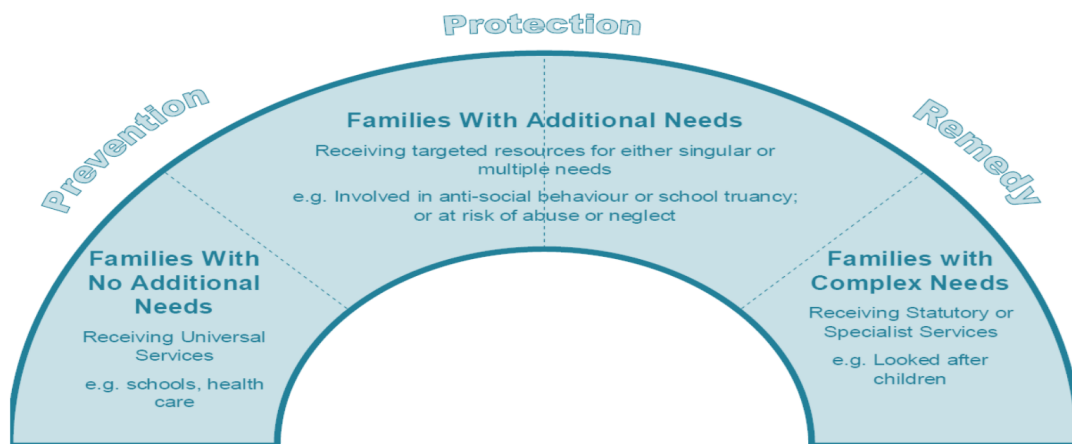 Protection
Prevention
Remedy
Families With Additional Needs
Receiving targeted resources for either singular or
multiple needs
e.g. Involved in anti-social behaviour or school truancy;
or at risk of abuse or neglect
Families With
No Additional
Needs
Receiving Universal
Services
e.g. schools, health
care
Families with
Complex Needs
Receiving Statutory or
Specialist Services
e.g. Looked after
children